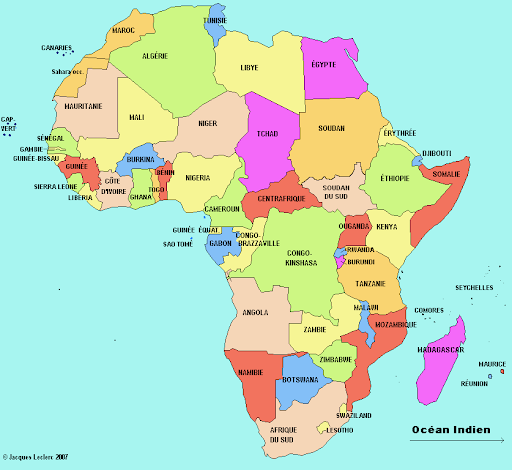 TUNISIE
MAROC
CANARIES
ALGÉRIE
LIBYE
ÉGYPTE
Sahara occ.
MAURITANIE
CAP-
VERT
MALI
NIGER
TCHAD
SOUDAN
ÉRYTHRÉE
SÉNÉGAL
GAMBIE
GUINÉE-BISSAU
BURKINA
DJIBOUTI
GUINÉE
BÉNIN
NIGERIA
ÉTHIOPIE
SOMALIE
SIERRA LEONE
CÔTE
D'IVOIRE
TOGO
GHANA
LIBÉRIA
CENTRAFRIQUE
SOUDAN
DU SUD
CAMEROUN
GUINÉE ÉQUAT.
SAO TOMÉ
GABON
CONGO-
BRAZZAVILLE
OUGANDA
KENYA
CONGO-
KINSHASA
RWANDA
BURUNDI
TANZANIE
SEYCHELLES
ANGOLA
MALAWI
COMORES
MOZAMBIQUE
ZAMBIE
MADAGASCAR
ZIMBABWE
MAURICE
NAMIBIE
BOTSWANA
RÉUNION
SWAZILAND
AFRIQUE
DU SUD
LESOTHO
Océan Indien
© Jacques Leclerc 2007